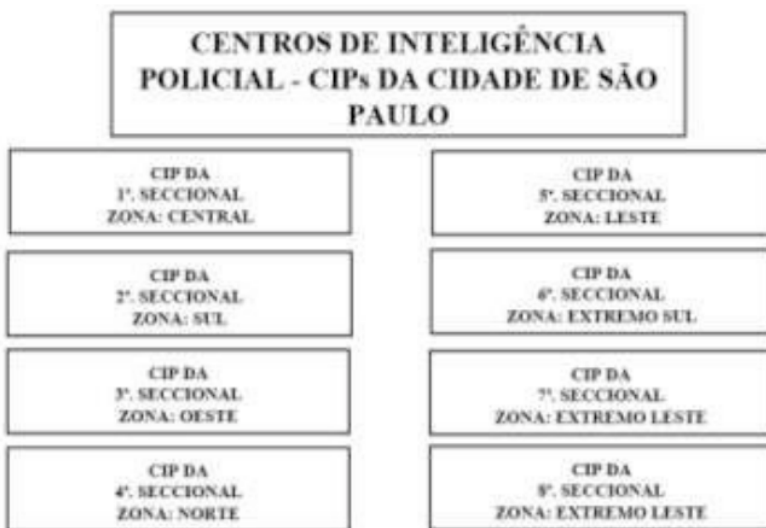 CENTROS DE INTELIGÊNCIA
POLICIAL - CIPs DA CIDADE DE SÃO
PAULO
CIP DA
1ª. SECCIONAL
ZONA: CENTRAL
CIP DA
2ª. SECCIONAL
ZONA: SUL
CIP DA
3ª. SECCIONAL
ZONA: OESTE
CIP DA
4ª. SECCIONAL
ZONA: NORTE
CIP DA
5ª. SECCIONAL
ZONA: LESTE
CIP DA
6ª. SECCIONAL
ZONA: EXTREMO SUL
CIP DA
7ª. SECCIONAL
ZONA: EXTREMO LESTE
CIP DA
8ª. SECCIONAL
ZONA: EXTREMO LESTE